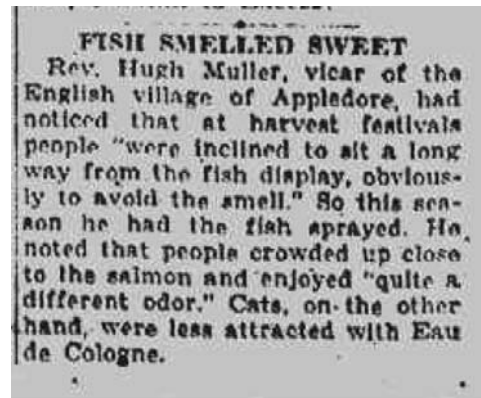 FISH SMELLED SWEET
Rev. Hugh Muller, vicar of the
English village of Appledore, had
noticed that at harvest festivals
people "were inclined to sit a long
way from the fish display, obvious-
ly to avoid the smell." So this sea-
son he had the fish sprayed. He
noted that people crowded up close
to the salmon and enjoyed "quite a
different odor." Cats, on the other
hand, were less attracted with Eau
de Cologne.